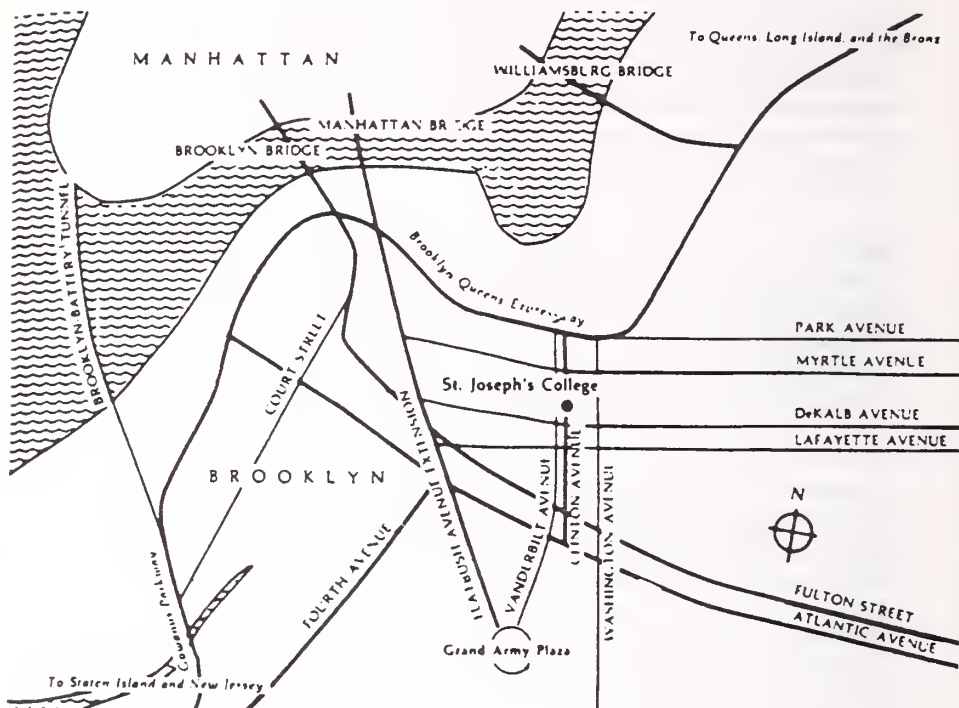 To Queens, Long Island, and the Bronx
MANHATTAN
WILLIAMSBURG BRIDGE
MANHATTAN BRIDGE
BROOKLYN BRIDGE
BROOKLYN-BATTERY TUNNEL
Brooklyn Queens Expressway
PARK AVENUE
MYRTLE AVENUE
COURT STREET
St. Joseph's College
DeKALB AVENUE
LAFAYETTE AVENUE
BROOKLYN
FLATBUSH AVENUE EXTENSION
VANDERBILT AVENUE
CLINTON AVENUE
WASHINGTON AVENUE
N
FOURTH AVENUE
FULTON STREET
ATLANTIC AVENUE
Gowanus Parkway
Grand Army Plaza
To Staten Island and New Jersey